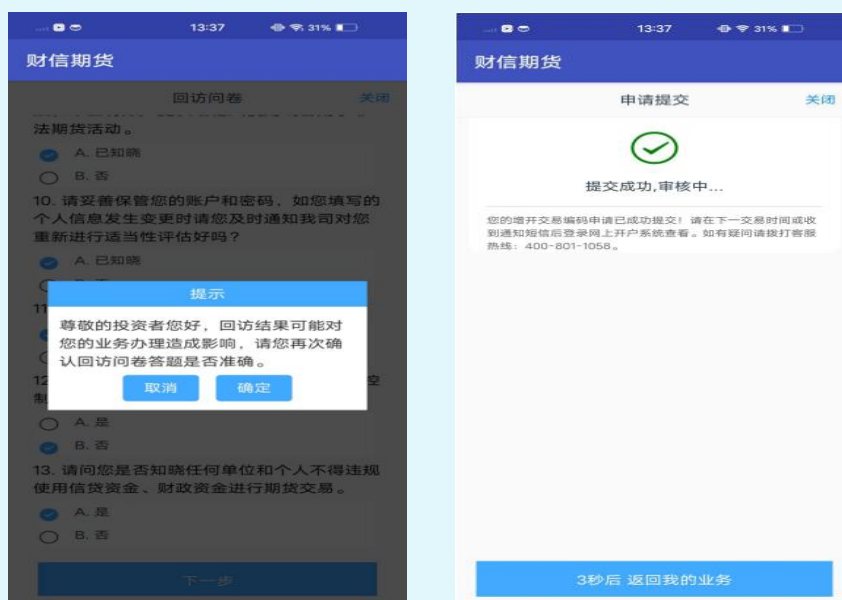 13:37
31%
财信期货
回访问卷
关闭
法期货活动。
A. 已知晓
B. 否
10. 请妥善保管您的账户和密码，如您填写的
个人信息发生变更时请您及时通知我司对您
重新进行适当性评估好吗？
A. 已知晓
11
提示
尊敬的投资者您好，回访结果可能对
您的业务办理造成影响，请您再次确
认回访问卷答题是否准确。
取消
确定
12
A. 是
B. 否
13. 请问您是否知晓任何单位和个人不得违规
使用信贷资金、财政资金进行期货交易。
A. 是
B. 否
下一步
13:37
31%
财信期货
申请提交
关闭
提交成功,审核中...
您的增开交易编码申请已成功提交！请在下一交易时间或收
到通知短信后登录网上开户系统查看。如有疑问请拨打客服
热线：400-801-1058。
3秒后 返回我的业务